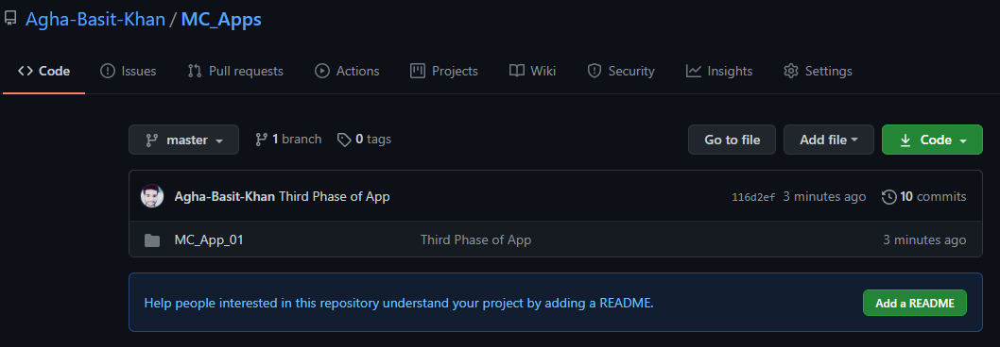 Agha-Basit-Khan / MC_Apps
Code Issues Pull requests Actions Projects Wiki Security Insights Settings
master 1 branch 0 tags Go to file Add file Code
Agha-Basit-Khan Third Phase of App 116d2ef 3 minutes ago 10 commits
MC_App_01 Third Phase of App 3 minutes ago
Help people interested in this repository understand your project by adding a README. Add a README